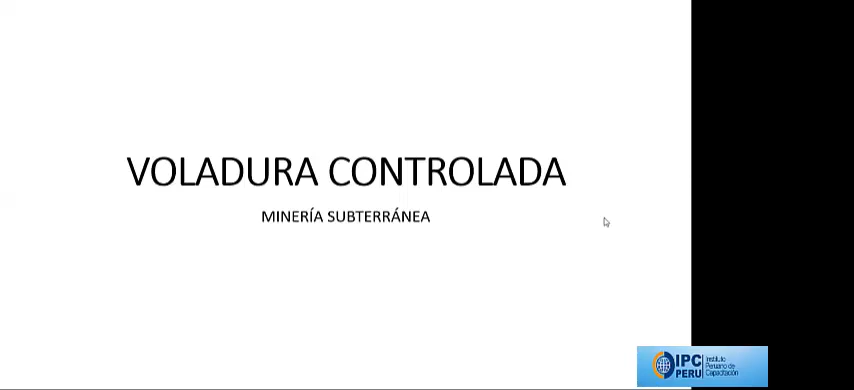 VOLADURA CONTROLADA
MINERÍA SUBTERRÁNEA
IPC
PERU
Instituto
Peruano de
Capacitación